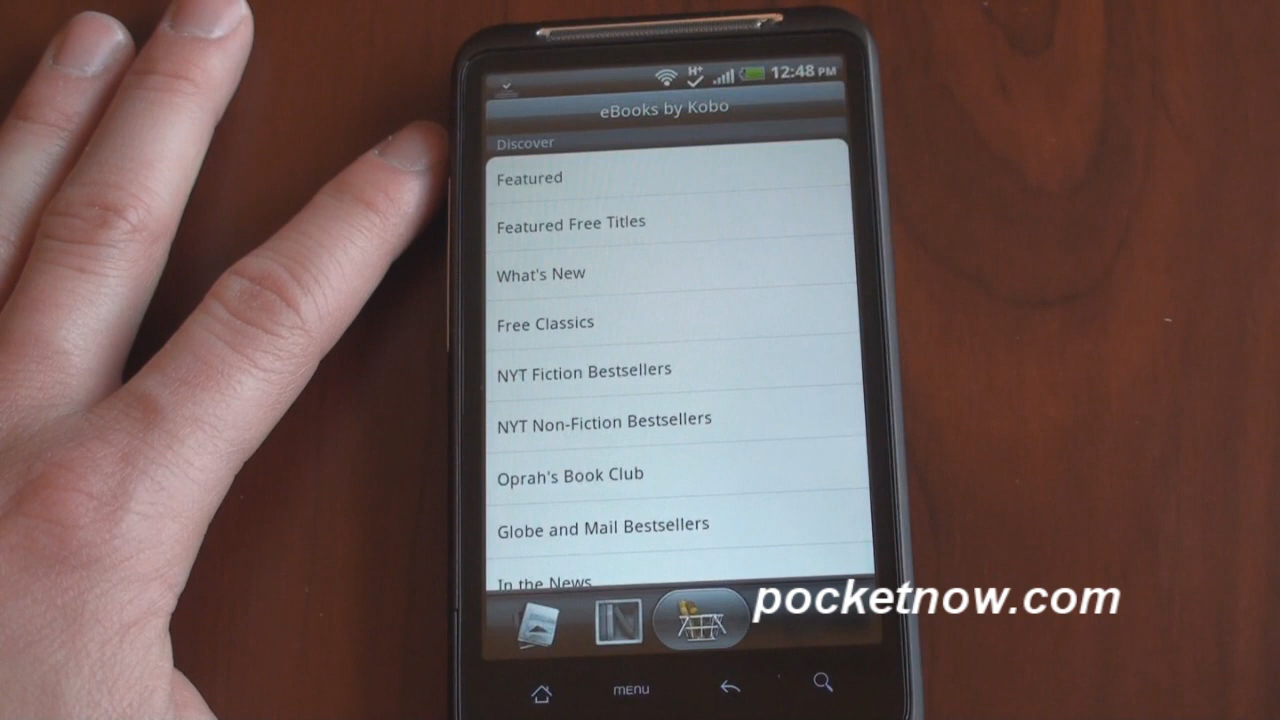 H+
12:48 PM
eBooks by Kobo
Discover
Featured
Featured Free Titles
What's New
Free Classics
NYT Fiction Bestsellers
NYT Non-Fiction Bestsellers
Oprah's Book Club
Globe and Mail Bestsellers
In the News
N
pocketnow.com
MENU